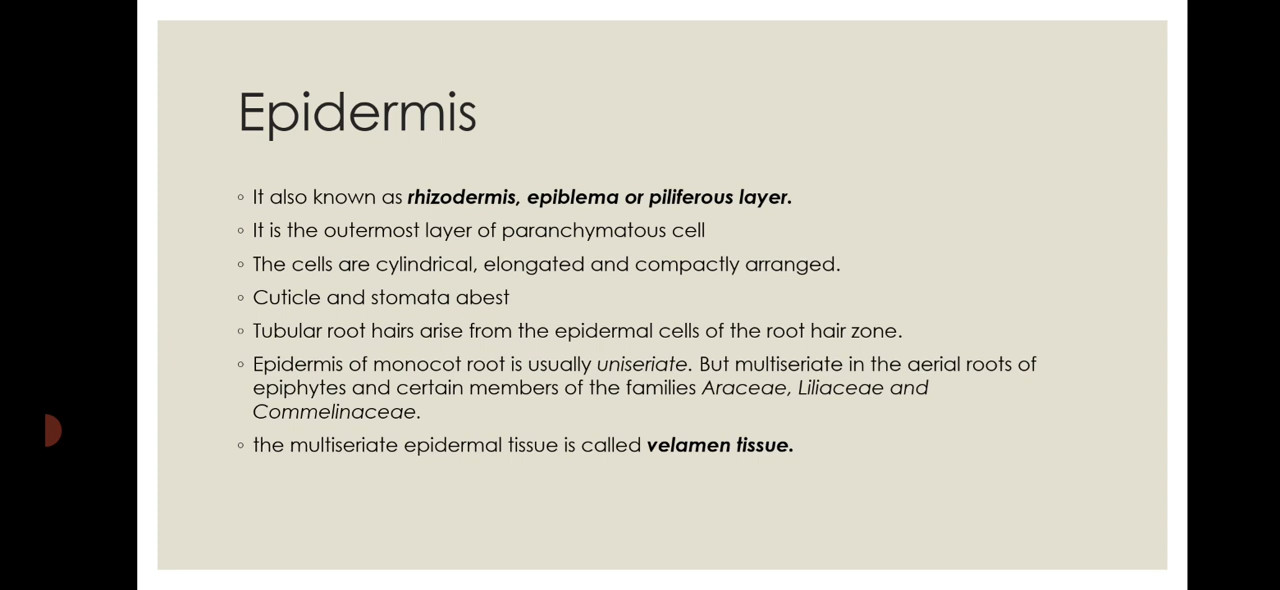 Epidermis
◦ It also known as rhizodermis, epiblema or piliferous layer.
◦ It is the outermost layer of paranchymatous cell
◦ The cells are cylindrical, elongated and compactly arranged.
◦ Cuticle and stomata abest
◦ Tubular root hairs arise from the epidermal cells of the root hair zone.
◦ Epidermis of monocot root is usually uniseriate. But multiseriate in the aerial roots of
epiphytes and certain members of the families Araceae, Liliaceae and
Commelinaceae.
◦ the multiseriate epidermal tissue is called velamen tissue.